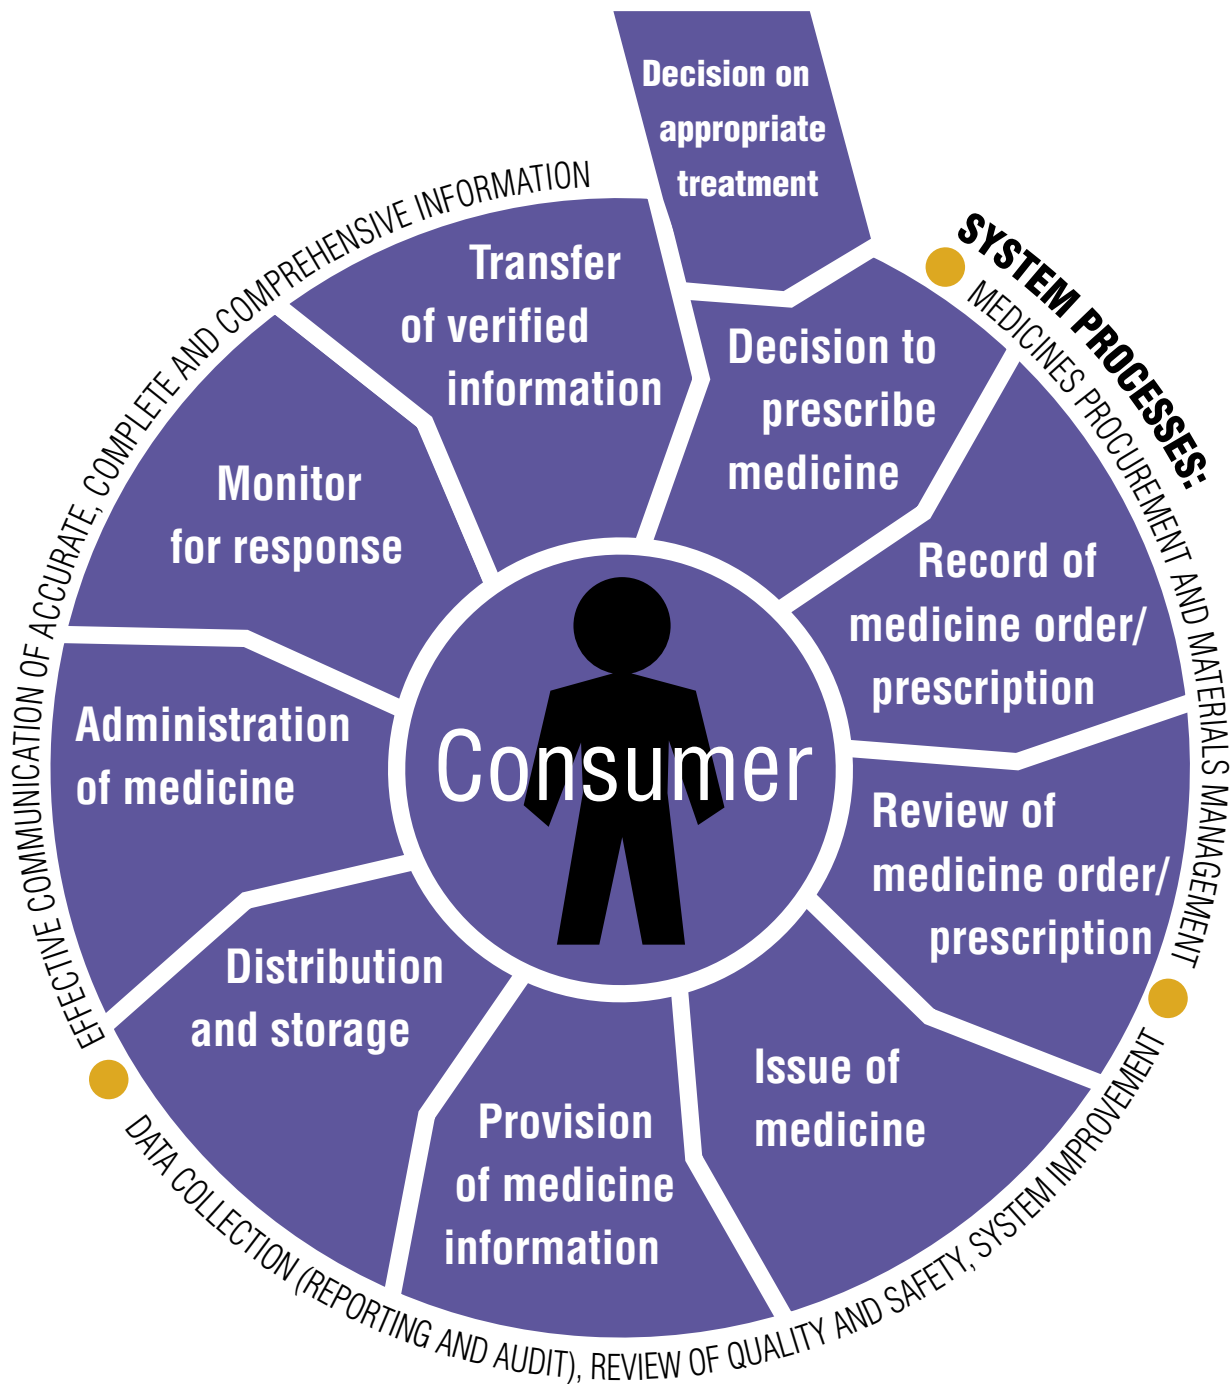 Decision on
appropriate
treatment
SYSTEM PROCESSES:
MEDICINES PROCUREMENT AND MATERIALS MANAGEMENT
DATA COLLECTION (REPORTING AND AUDIT), REVIEW OF QUALITY AND SAFETY, SYSTEM IMPROVEMENT
EFFECTIVE COMMUNICATION OF ACCURATE, COMPLETE AND COMPREHENSIVE INFORMATION
Decision to
prescribe
medicine
Record of
medicine order/
prescription
Review of
medicine order/
prescription
Issue of
medicine
Provision
of medicine
information
Distribution
and storage
Administration
of medicine
Monitor
for response
Transfer
of verified
information
Consumer